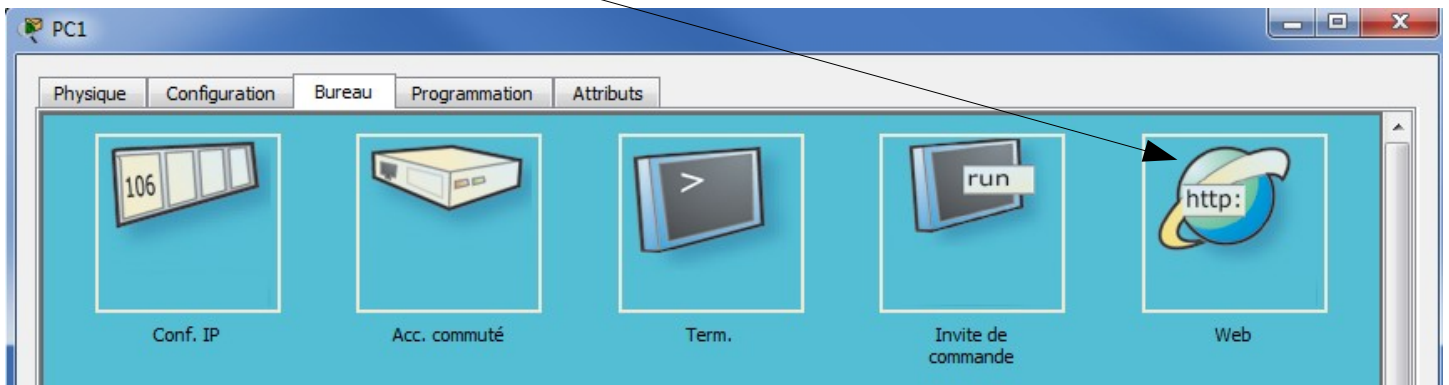 PC1
Physique Configuration Bureau Programmation Attributs
106
>
run
http:
Conf. IP
Acc. commuté
Term.
Invite de
commande
Web